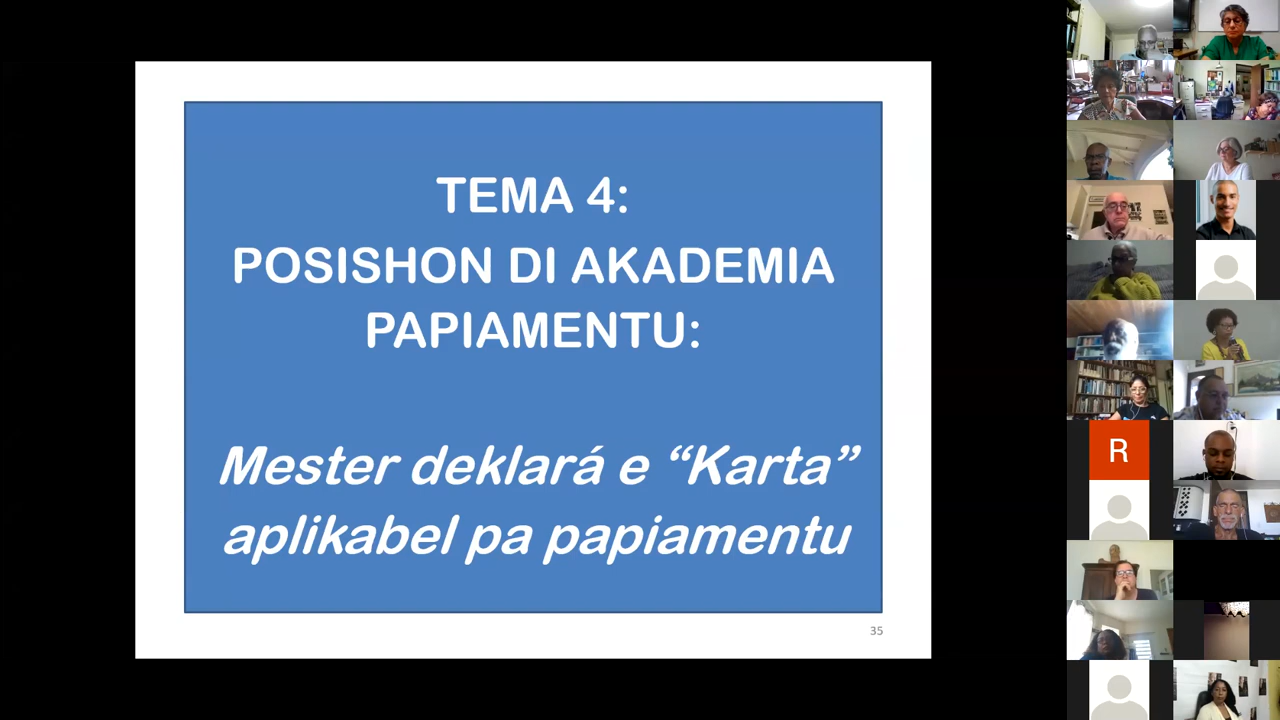 TEMA 4:
POSISHON DI AKADEMIA
PAPIAMENTU:
Mester deklará e “Karta”
aplikabel pa papiamentu
35
R